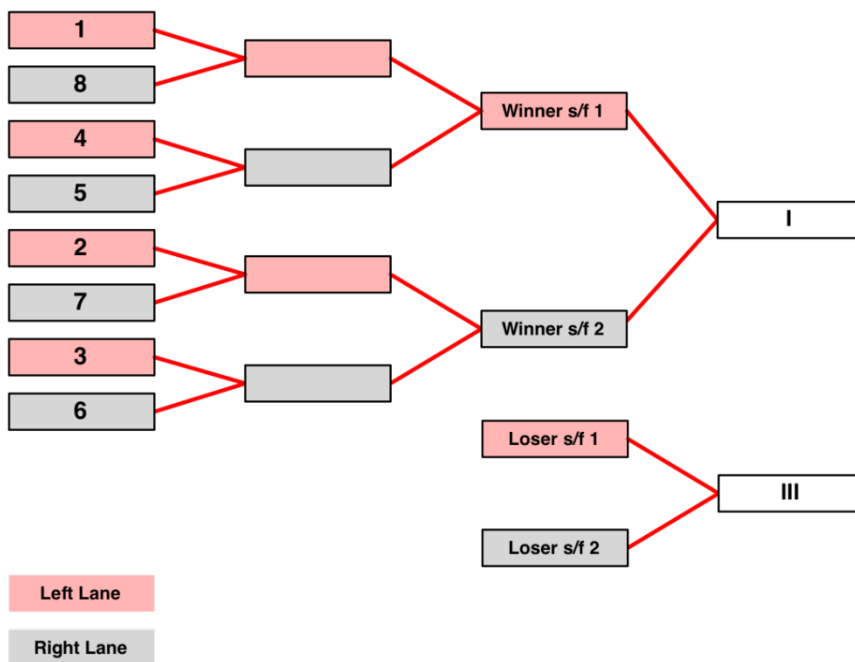 1
8
4
5
2
7
3
6
Winner s/f 1
Winner s/f 2
I
Loser s/f 1
Loser s/f 2
III
Left Lane
Right Lane